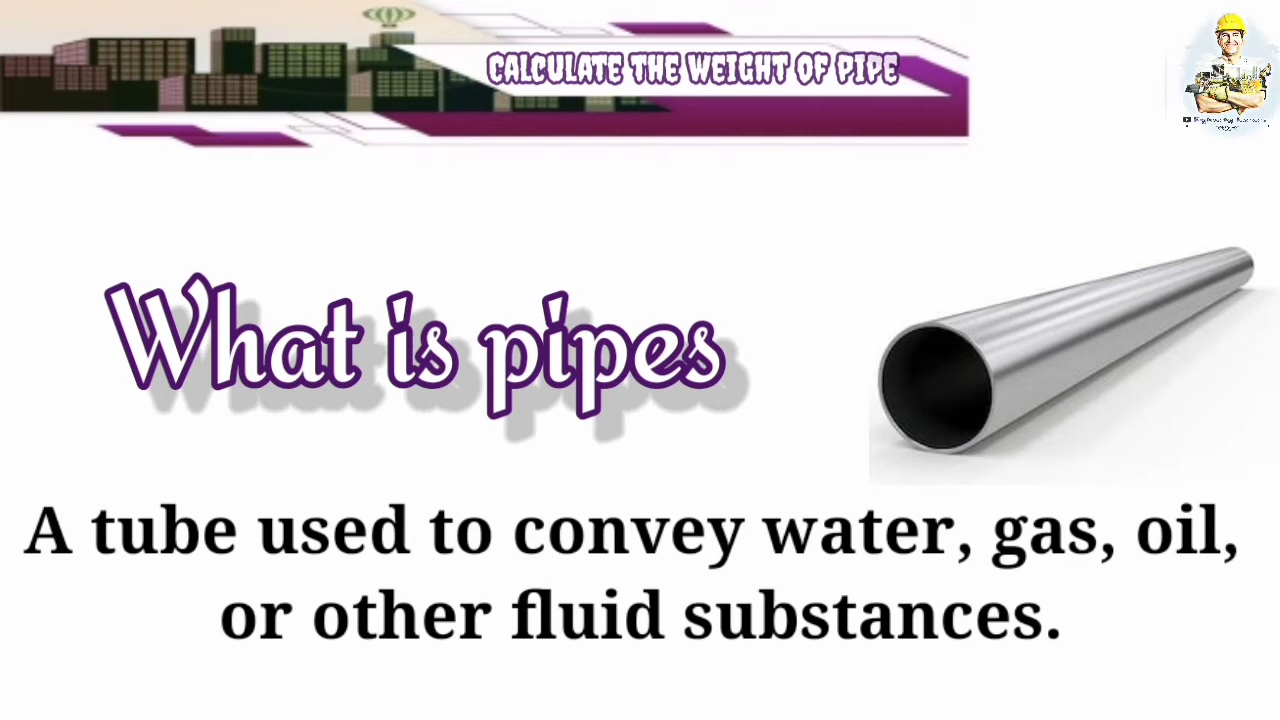 CALCULATE THE WEIGHT OF PIPE
What is pipes
A tube used to convey water, gas, oil,
or other fluid substances.